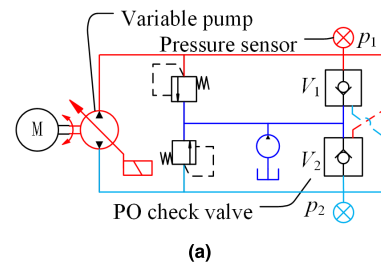 Variable pump
Pressure sensor
p1
V1
M
V2
PO check valve
p2
(a)